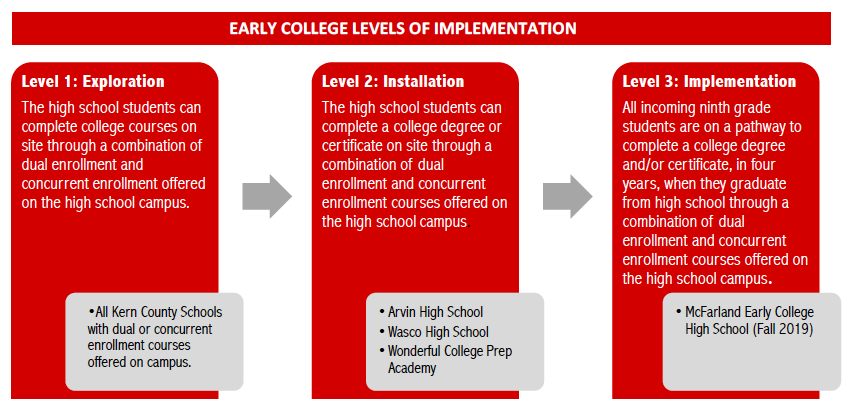 EARLY COLLEGE LEVELS OF IMPLEMENTATION
Level 1: Exploration
The high school students can
complete college courses on
site through a combination of
dual enrollment and
concurrent enrollment offered
on the high school campus.
•All Kern County Schools
with dual or concurrent
enrollment courses
offered on campus.
Level 2: Installation
The high school students can
complete a college degree or
certificate on site through a
combination of dual
enrollment and concurrent
enrollment courses offered on
the high school campus.
• Arvin High School
• Wasco High School
• Wonderful College Prep
Academy
Level 3: Implementation
All incoming ninth grade
students are on a pathway to
complete a college degree
and/or certificate, in four
years, when they graduate
from high school through a
combination of dual
enrollment and concurrent
enrollment courses offered on
the high school campus.
• McFarland Early College
High School (Fall 2019)